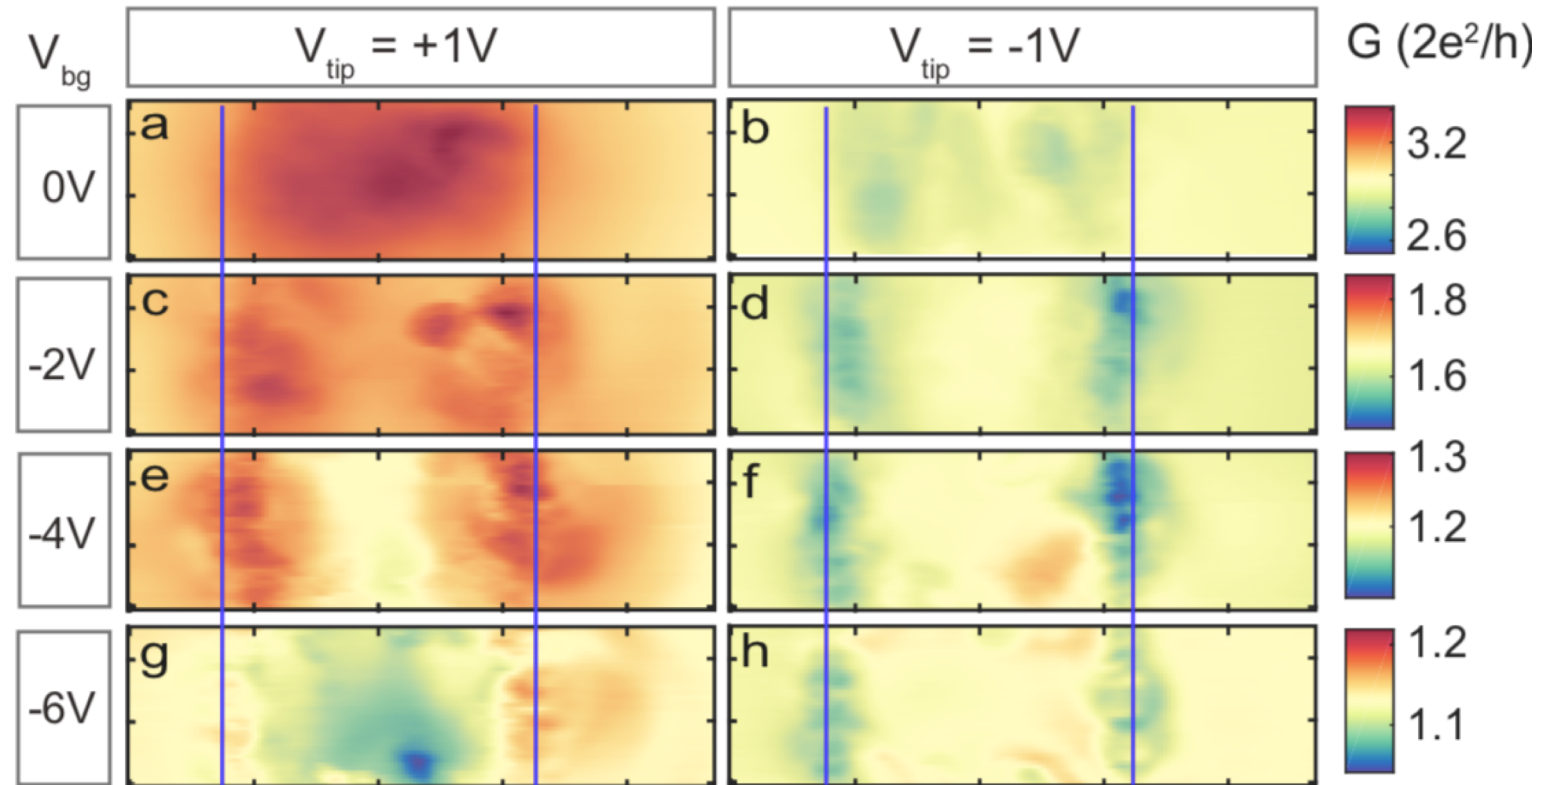 V_bg
V_tip = +1V
V_tip = -1V
G (2e²/h)
0V
a
b
3.2
2.6
-2V
c
d
1.8
1.6
-4V
e
f
1.3
1.2
-6V
g
h
1.2
1.1